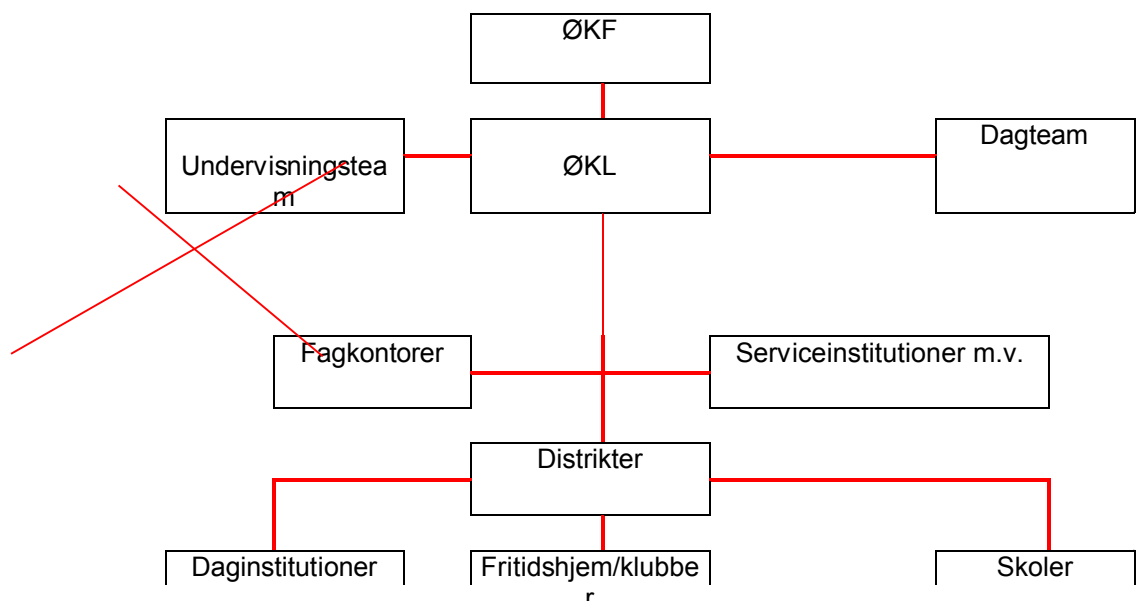 ØKF
Undervisningstea
m
ØKL
Dagteam
Fagkontorer
Serviceinstitutioner m.v.
Distrikter
Daginstitutioner
Fritidshjem/klubbe
r
Skoler